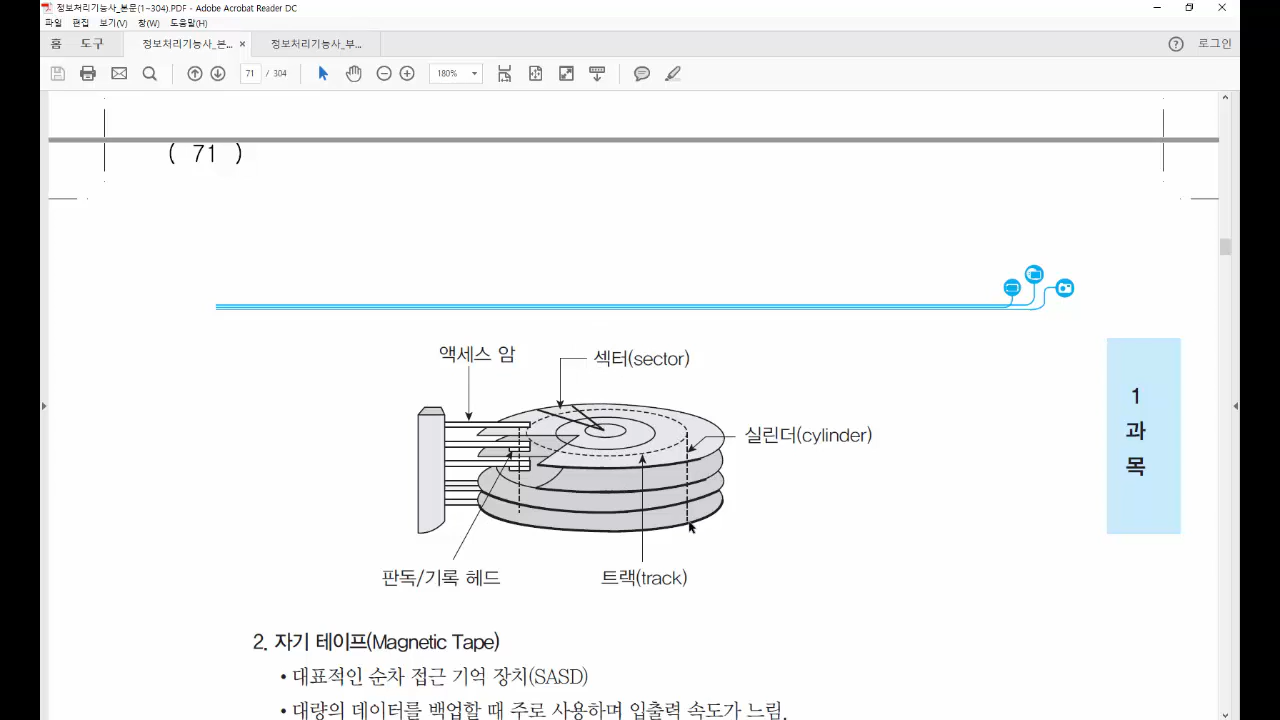 정보처리기능사_본문(1~304).PDF - Adobe Acrobat Reader DC
파일 편집 보기(V) 창(W) 도움말(H)
홈 도구 정보처리기능사_본... × 정보처리기능사_부... 로그인
71 / 304 180%
( 71 )
액세스 암
섹터(sector)
실린더(cylinder)
판독/기록 헤드
트랙(track)
1
과
목
2. 자기 테이프(Magnetic Tape)
• 대표적인 순차 접근 기억 장치(SASD)
• 대량의 데이터를 백업할 때 주로 사용하며 입출력 속도가 느림.